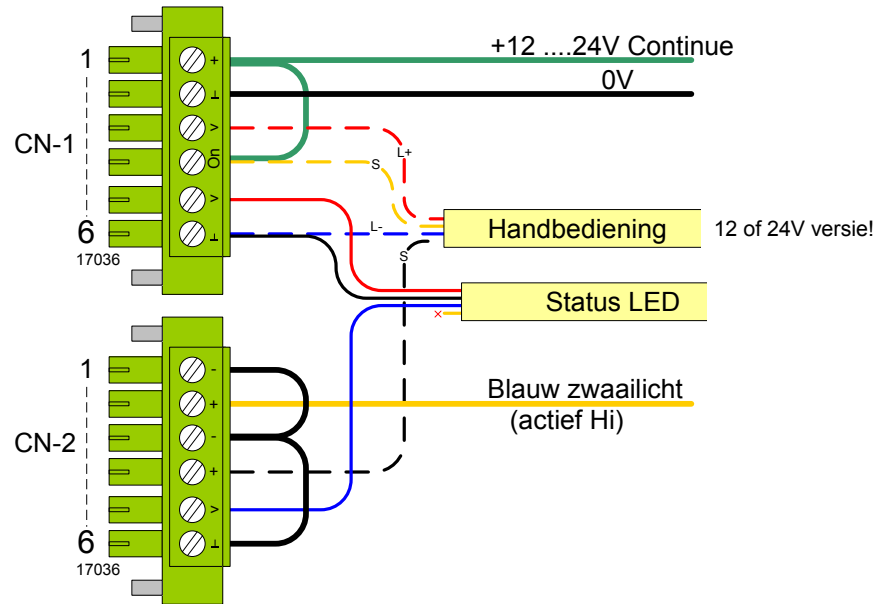 +12 ....24V Continue
0V
1
CN-1
6
17036
+
⊥
>
On
>
⊥
L+
S
L-
S
Handbediening
12 of 24V versie!
Status LED
×
1
CN-2
6
17036
-
+
-
+
>
⊥
Blauw zwaailicht
(actief Hi)